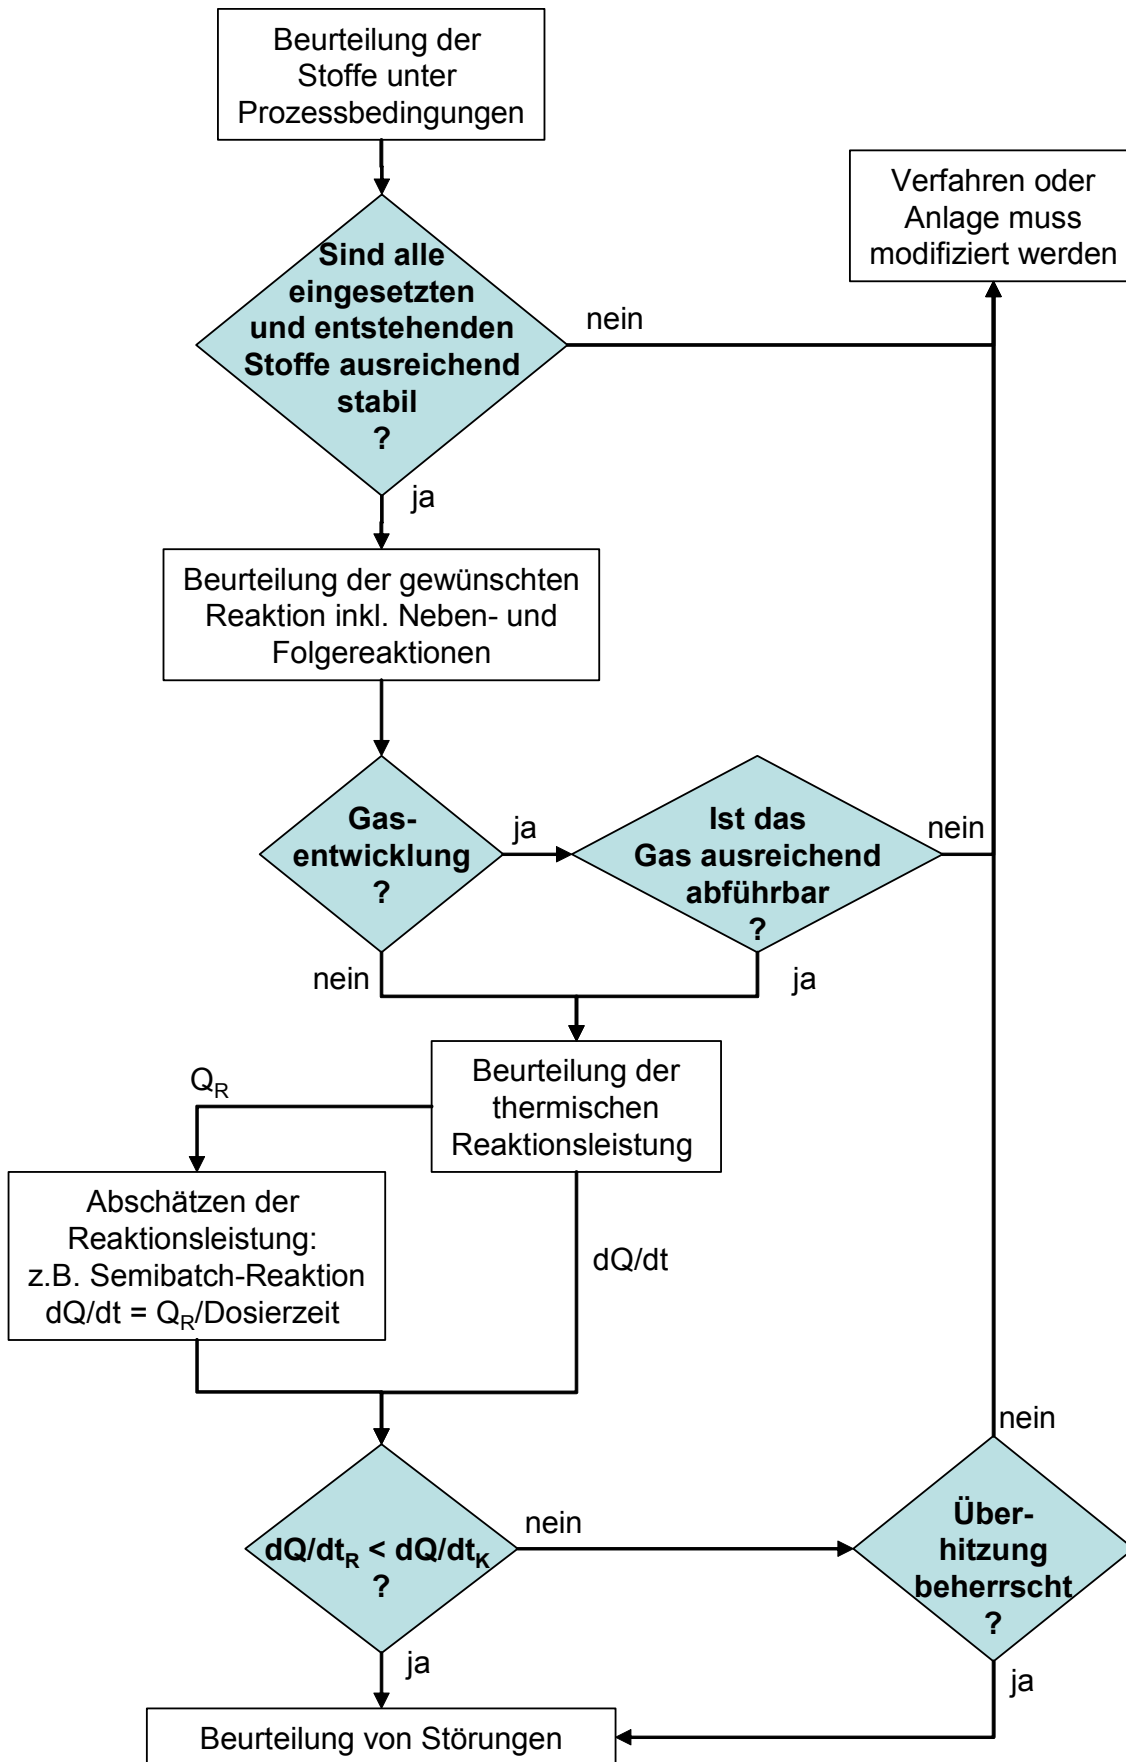 Beurteilung der
Stoffe unter
Prozessbedingungen
Verfahren oder
Anlage muss
modifiziert werden
Sind alle
eingesetzten
und entstehenden
Stoffe ausreichend
stabil
?
nein
ja
Beurteilung der gewünschten
Reaktion inkl. Neben- und
Folgereaktionen
Gas-
entwicklung
?
ja
Ist das
Gas ausreichend
abführbar
?
nein
nein
ja
Beurteilung der
thermischen
Reaktionsleistung
Q_R
Abschätzen der
Reaktionsleistung:
z.B. Semibatch-Reaktion
dQ/dt = Q_R/Dosierzeit
dQ/dt
dQ/dt_R < dQ/dt_K
?
nein
nein
Über-
hitzung
beherrscht
?
ja
ja
Beurteilung von Störungen